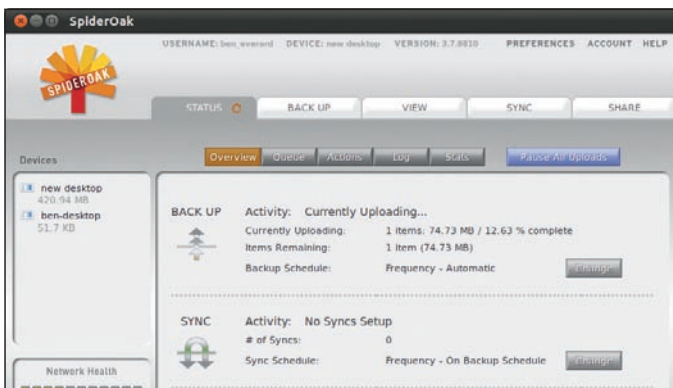 SpiderOak
USERNAME: ben_everard DEVICE: new desktop VERSION: 3.7.9810 PREFERENCES ACCOUNT HELP
SPIDEROAK
STATUS BACK UP VIEW SYNC SHARE
Devices
Overview Queue Actions Log Stats Pause All Uploads
new desktop
420.94 MB
ben-desktop
51.7 KB
BACK UP Activity: Currently Uploading...
Currently Uploading: 1 items: 74.73 MB / 12.63 % complete
Items Remaining: 1 item (74.73 MB)
Backup Schedule: Frequency - Automatic Change
SYNC Activity: No Syncs Setup
# of Syncs: 0
Sync Schedule: Frequency - On Backup Schedule Change
Network Health